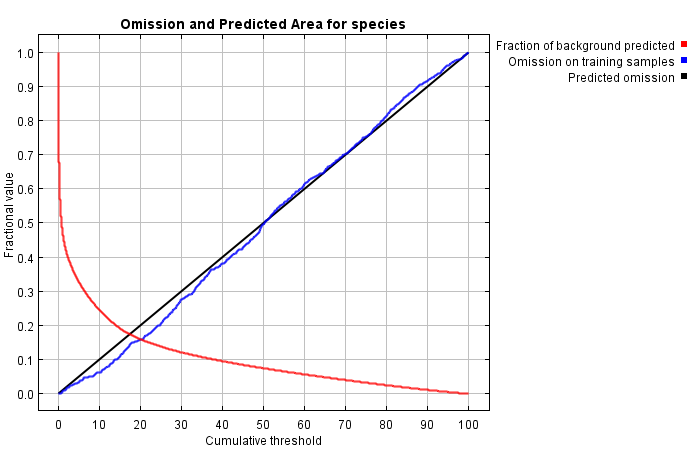 Omission and Predicted Area for species
Fraction of background predicted
Omission on training samples
Predicted omission
Fractional value
1.0
0.9
0.8
0.7
0.6
0.5
0.4
0.3
0.2
0.1
0.0
0 10 20 30 40 50 60 70 80 90 100
Cumulative threshold